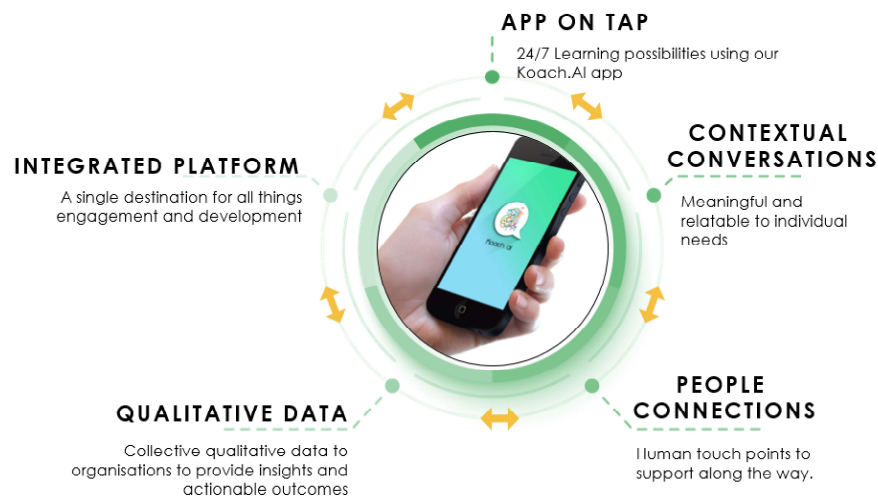 APP ON TAP
24/7 Learning possibilities using our
Koach.AI app
CONTEXTUAL
CONVERSATIONS
Meaningful and
relatable to individual
needs
PEOPLE
CONNECTIONS
Human touch points to
support along the way.
QUALITATIVE DATA
Collective qualitative data to
organisations to provide insights and
actionable outcomes
INTEGRATED PLATFORM
A single destination for all things
engagement and development
Koach.ai